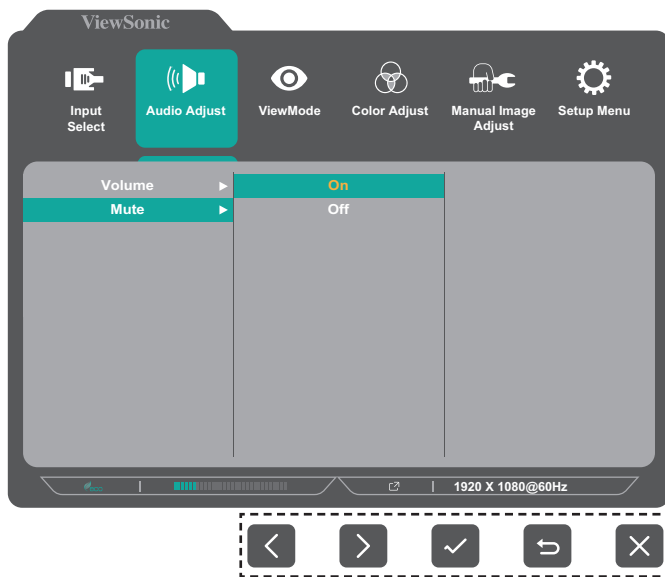 ViewSonic
Input
Select
Audio Adjust
ViewMode
Color Adjust
Manual Image
Adjust
Setup Menu
Volume
On
Mute
Off
eco
1920 X 1080@60Hz